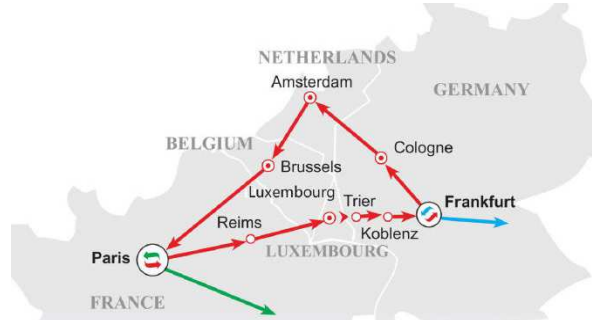 NETHERLANDS
Amsterdam
GERMANY
BELGIUM
Cologne
Brussels
Luxembourg
Trier
Frankfurt
Reims
Koblenz
LUXEMBOURG
Paris
FRANCE